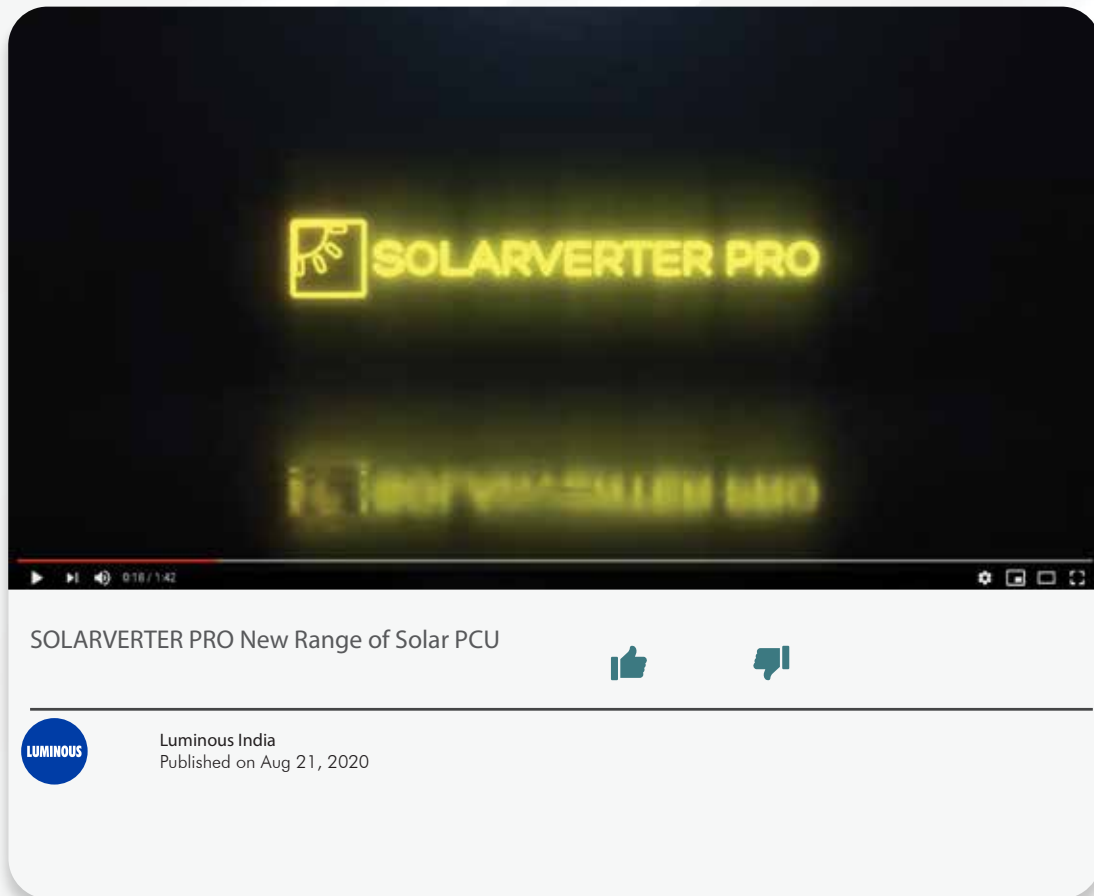 SOLARVERTER PRO
0:18 / 1:42
SOLARVERTER PRO New Range of Solar PCU
LUMINOUS
Luminous India
Published on Aug 21, 2020